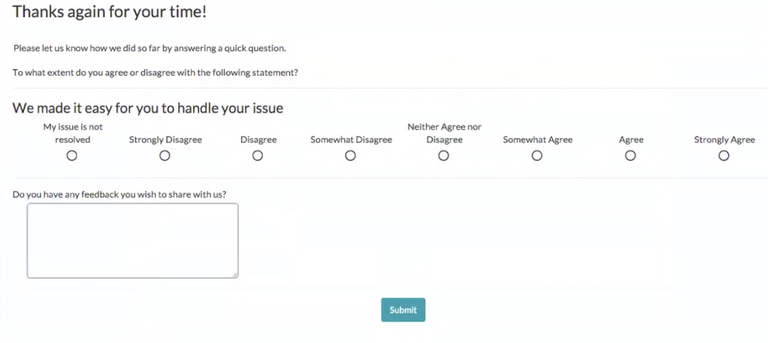 Thanks again for your time!
Please let us know how we did so far by answering a quick question.
To what extent do you agree or disagree with the following statement?
We made it easy for you to handle your issue
My issue is not
resolved
Strongly Disagree
Disagree
Somewhat Disagree
Neither Agree nor
Disagree
Somewhat Agree
Agree
Strongly Agree
Do you have any feedback you wish to share with us?
Submit